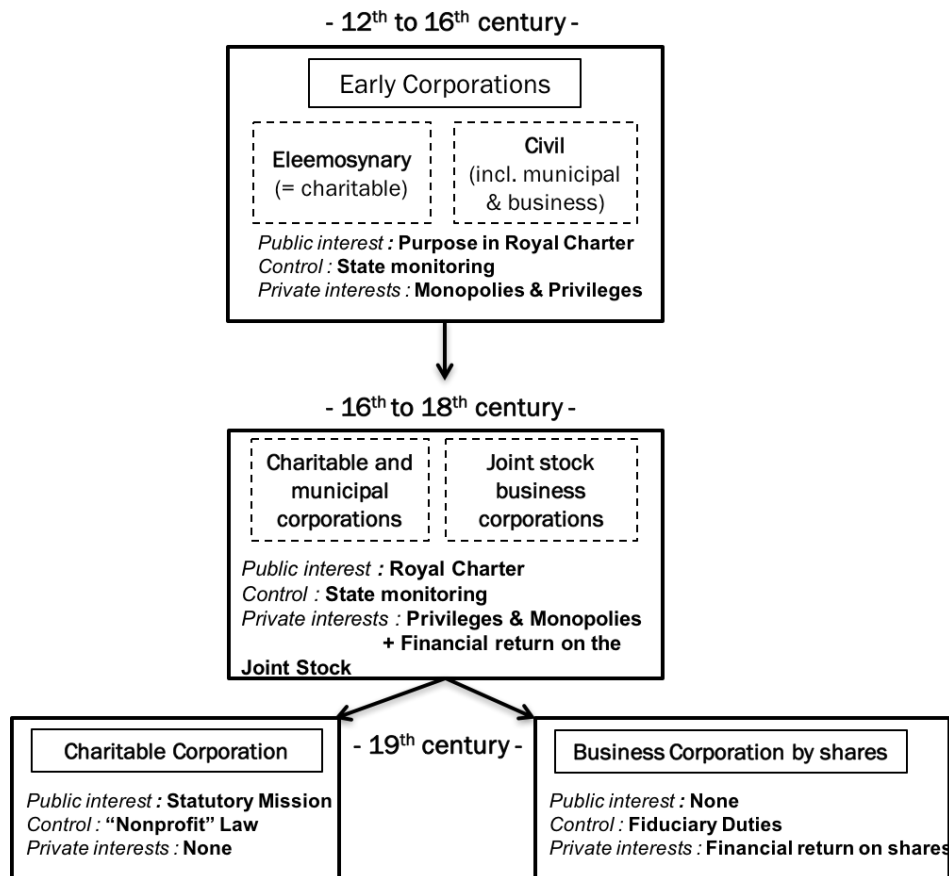 - 12th to 16th century -
Early Corporations
Eleemosynary
(= charitable)
Civil
(incl. municipal
& business)
Public interest : Purpose in Royal Charter
Control : State monitoring
Private interests : Monopolies & Privileges
- 16th to 18th century -
Charitable and
municipal
corporations
Joint stock
business
corporations
Public interest : Royal Charter
Control : State monitoring
Private interests : Privileges & Monopolies
+ Financial return on the
Joint Stock
- 19th century -
Charitable Corporation
Public interest : Statutory Mission
Control : “Nonprofit” Law
Private interests : None
Business Corporation by shares
Public interest : None
Control : Fiduciary Duties
Private interests : Financial return on shares